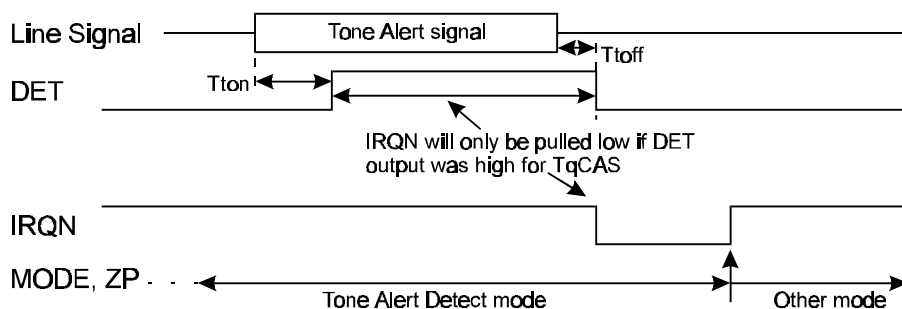 Line Signal
Tone Alert signal
Ttoff
Tton
DET
IRQN will only be pulled low if DET
output was high for TqCAS
IRQN
MODE, ZP
Tone Alert Detect mode
Other mode